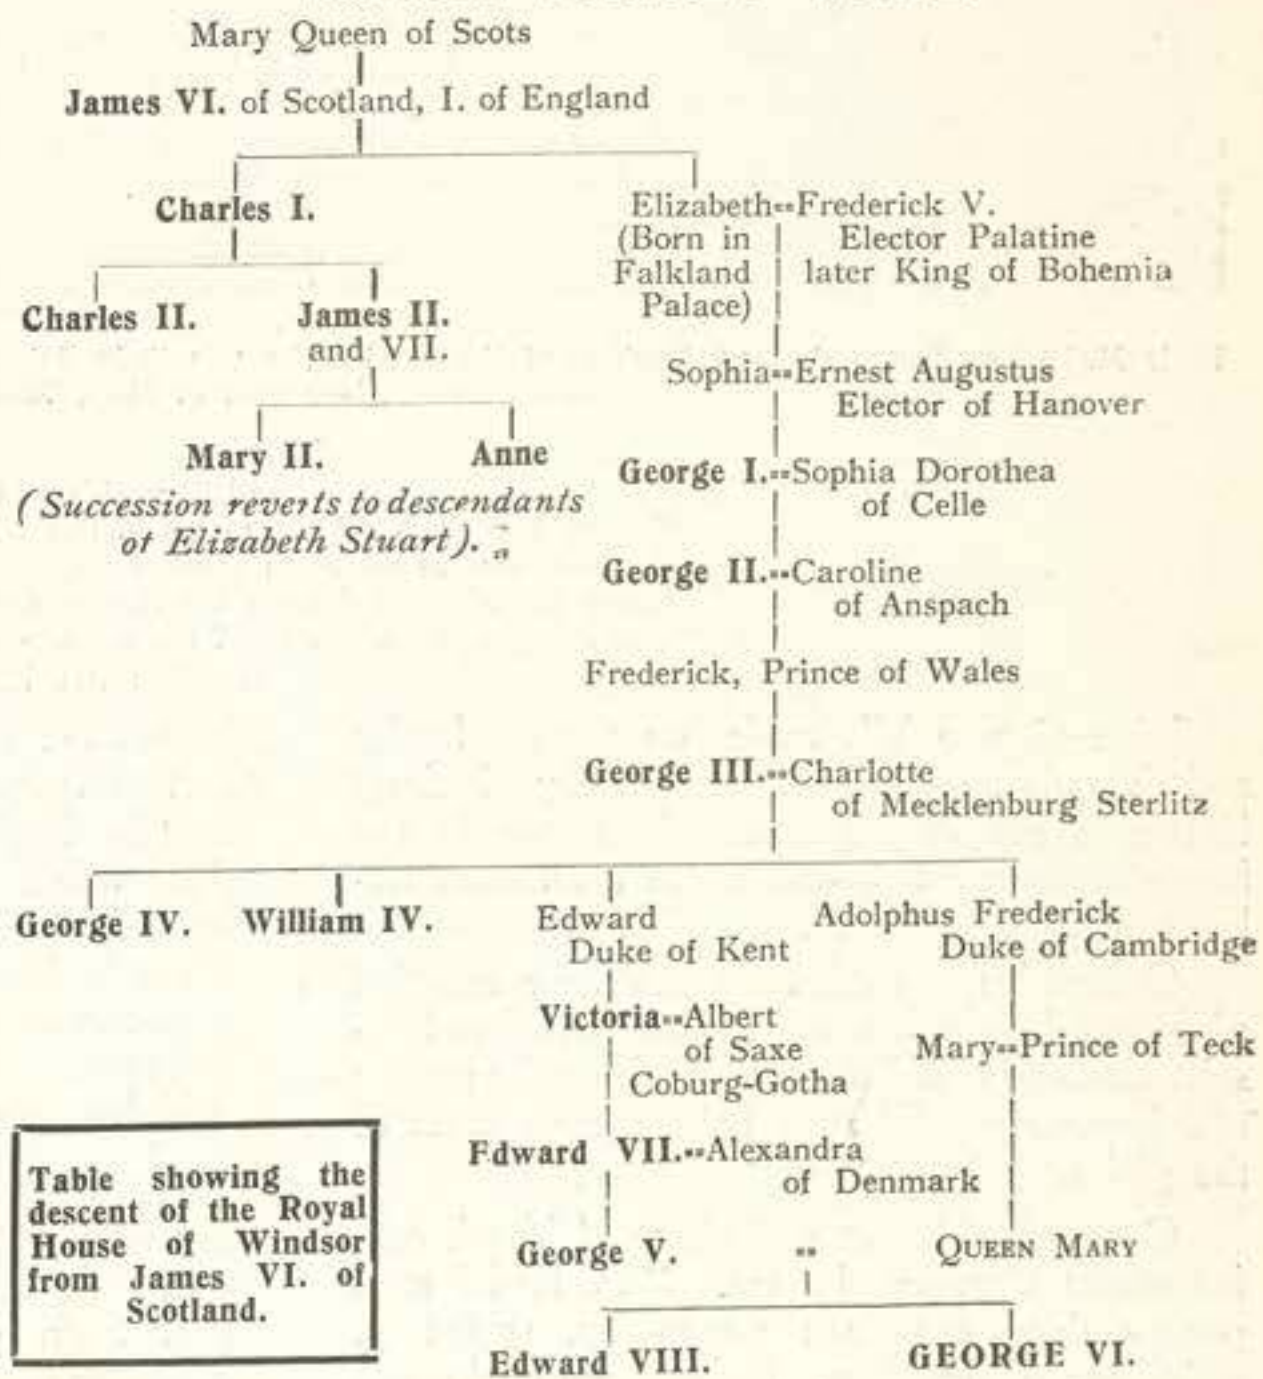 Mary Queen of Scots
James VI. of Scotland, I. of England
Charles I.
Elizabeth--Frederick V.
(Born in Elector Palatine
Falkland later King of Bohemia
Palace)
Charles II. James II.
and VII.
Sophia--Ernest Augustus
Elector of Hanover
Mary II. Anne
(Succession reverts to descendants
of Elizabeth Stuart).
George I.--Sophia Dorothea
of Celle
George II.--Caroline
of Anspach
Frederick, Prince of Wales
George III.--Charlotte
of Mecklenburg Sterlitz
George IV. William IV. Edward Adolphus Frederick
Duke of Kent Duke of Cambridge
Victoria--Albert
of Saxe
Coburg-Gotha
Mary--Prince of Teck
Fdward VII.--Alexandra
of Denmark
George V. -- QUEEN MARY
Edward VIII. GEORGE VI.
Table showing the
descent of the Royal
House of Windsor
from James VI. of
Scotland.